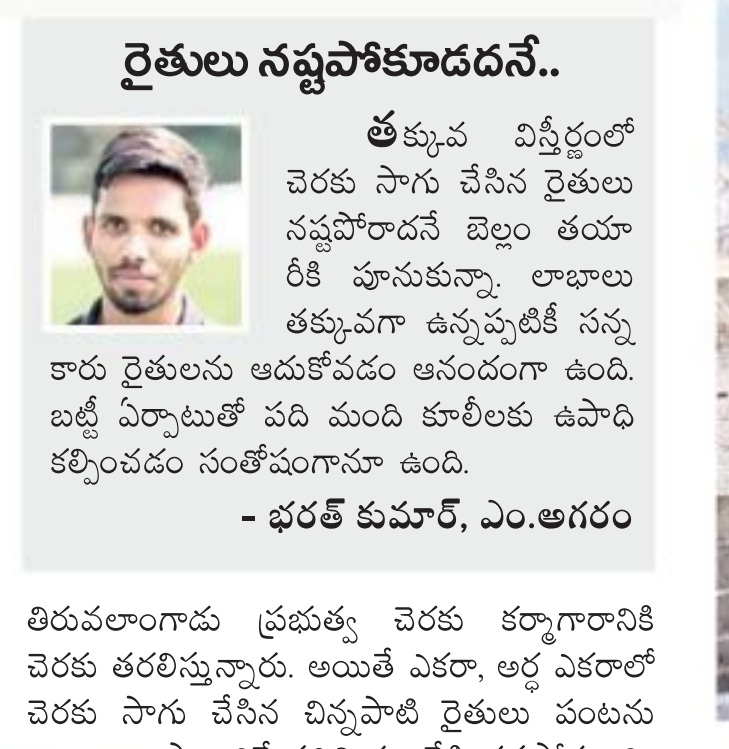 రైతులు నష్టపోకూడదనే..
తక్కువ విస్తీర్ణంలో
చెరకు సాగు చేసిన రైతులు
నష్టపోరాదనే బెల్లం తయా
రీకి పూనుకున్నా. లాభాలు
తక్కువగా ఉన్నప్పటికీ సన్న
కారు రైతులను ఆదుకోవడం ఆనందంగా ఉంది.
బట్టీ ఏర్పాటుతో పది మంది కూలీలకు ఉపాధి
కల్పించడం సంతోషంగానూ ఉంది.
- భరత్ కుమార్, ఎం.అగరం
తిరువలాంగాడు ప్రభుత్వ చెరకు కర్మాగారానికి
చెరకు తరలిస్తున్నారు. అయితే ఎకరా, అర్ధ ఎకరాలో
చెరకు సాగు చేసిన చిన్నపాటి రైతులు పంటను